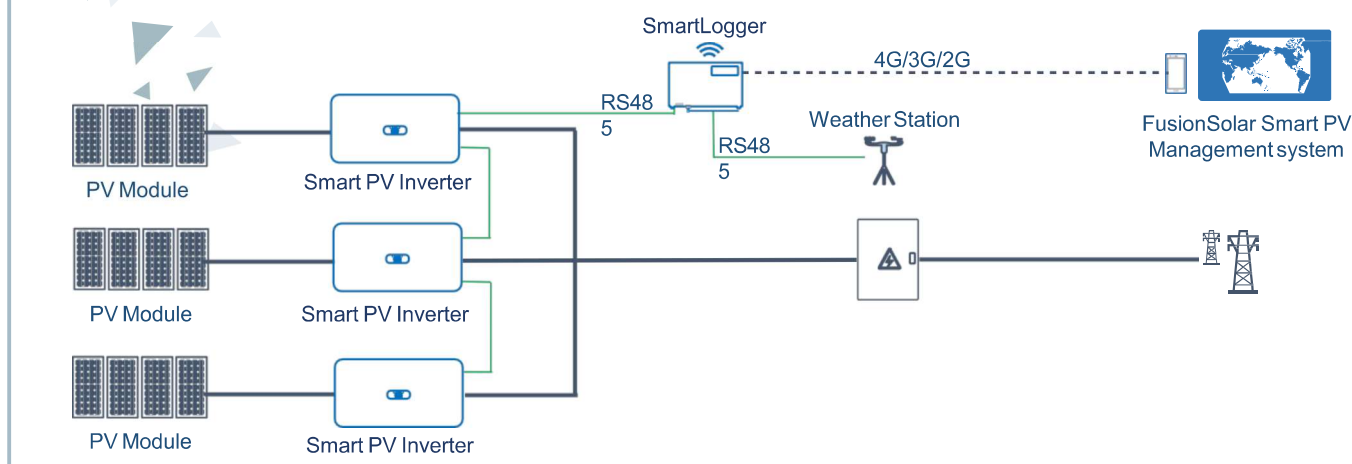 SmartLogger
4G/3G/2G
RS48
5
Weather Station
RS48
5
FusionSolar Smart PV
Management system
PV Module
Smart PV Inverter
PV Module
Smart PV Inverter
PV Module
Smart PV Inverter